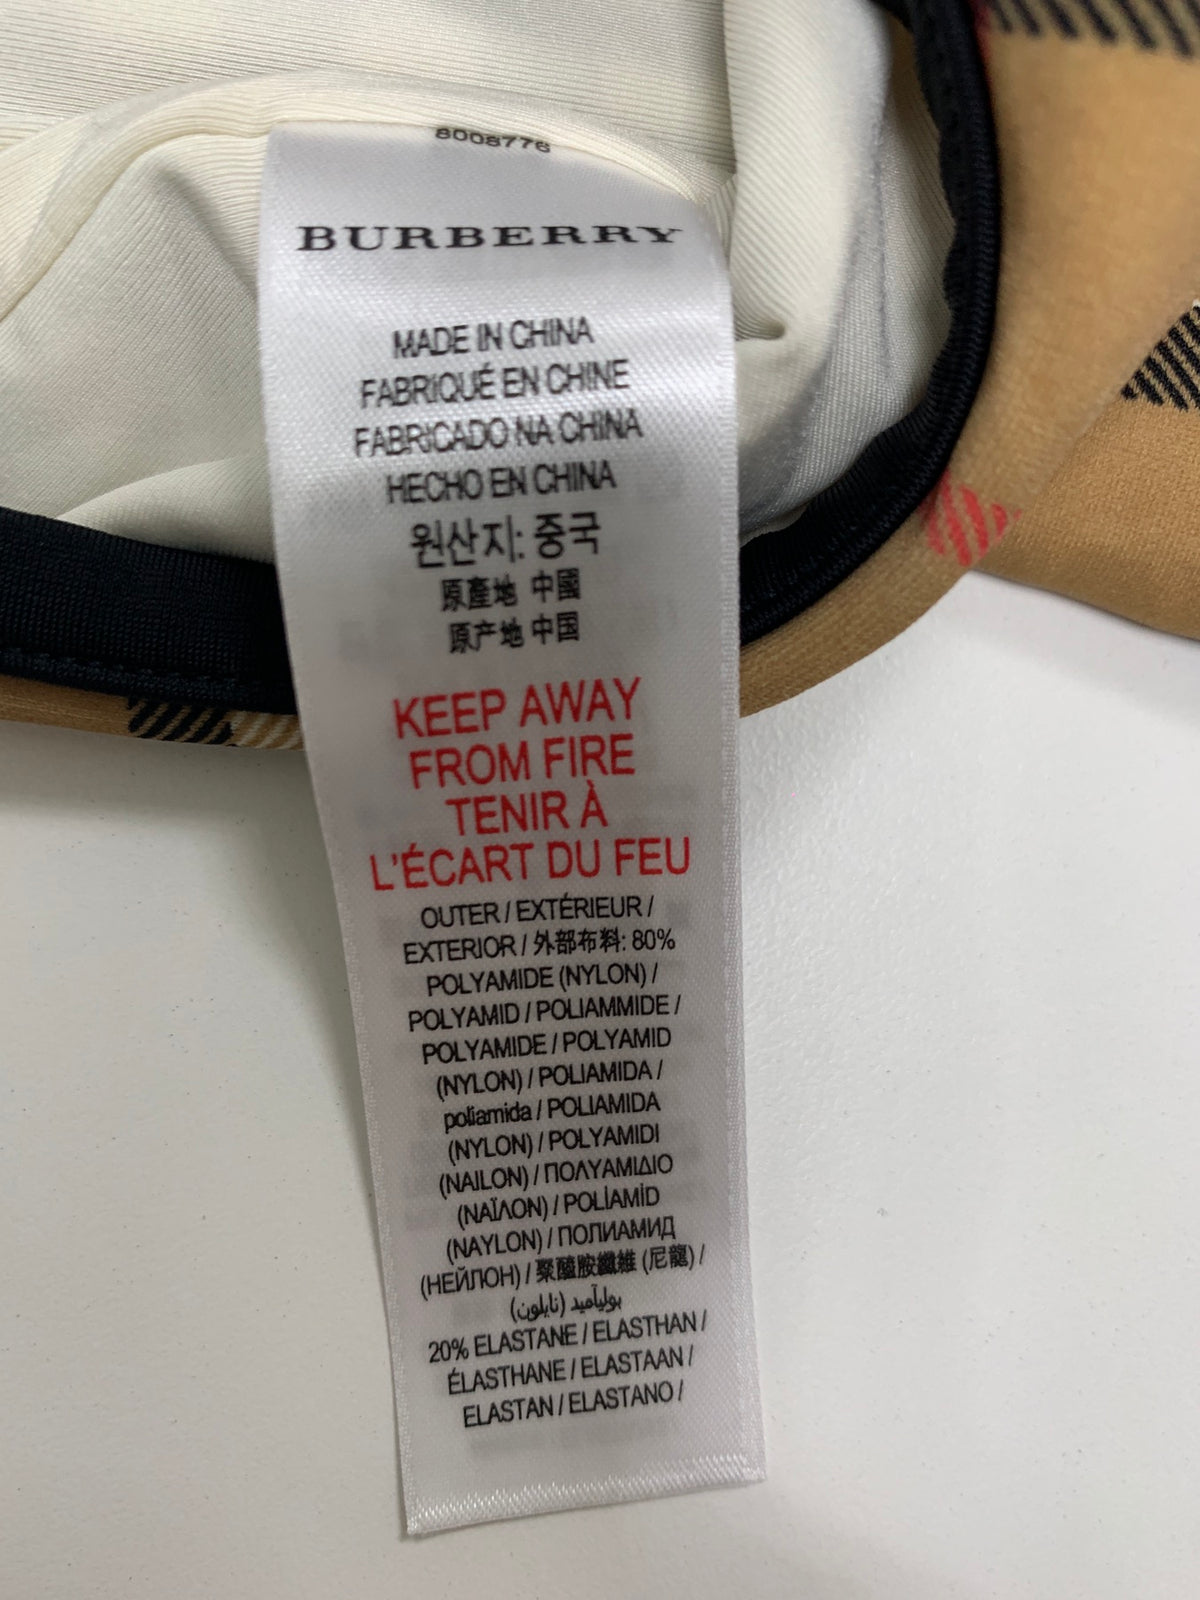 8008776
BURBERRY
MADE IN CHINA
FABRIQUÉ EN CHINE
FABRICADO NA CHINA
HECHO EN CHINA
원산지: 중국
原產地 中國
原产地 中国
KEEP AWAY
FROM FIRE
TENIR À
L'ÉCART DU FEU
OUTER / EXTÉRIEUR /
EXTERIOR / 外部布料: 80%
POLYAMIDE (NYLON) /
POLYAMID / POLIAMMIDE /
POLYAMIDE / POLYAMID
(NYLON) / POLIAMIDA /
poliamida / POLIAMIDA
(NYLON) / POLYAMIDI
(NAILON) / ΠΟΛΥΑΜΙΔΙΟ
(ΝΑΪΛΟΝ) / POLİAMİD
(NAYLON) / ПОЛИАМИД
(НЕЙЛОН) / 聚醯胺纖維 (尼龍) /
بوليآميد (نايلون)
20% ELASTANE / ELASTHAN /
ÉLASTHANE / ELASTAAN /
ELASTAN / ELASTANO /